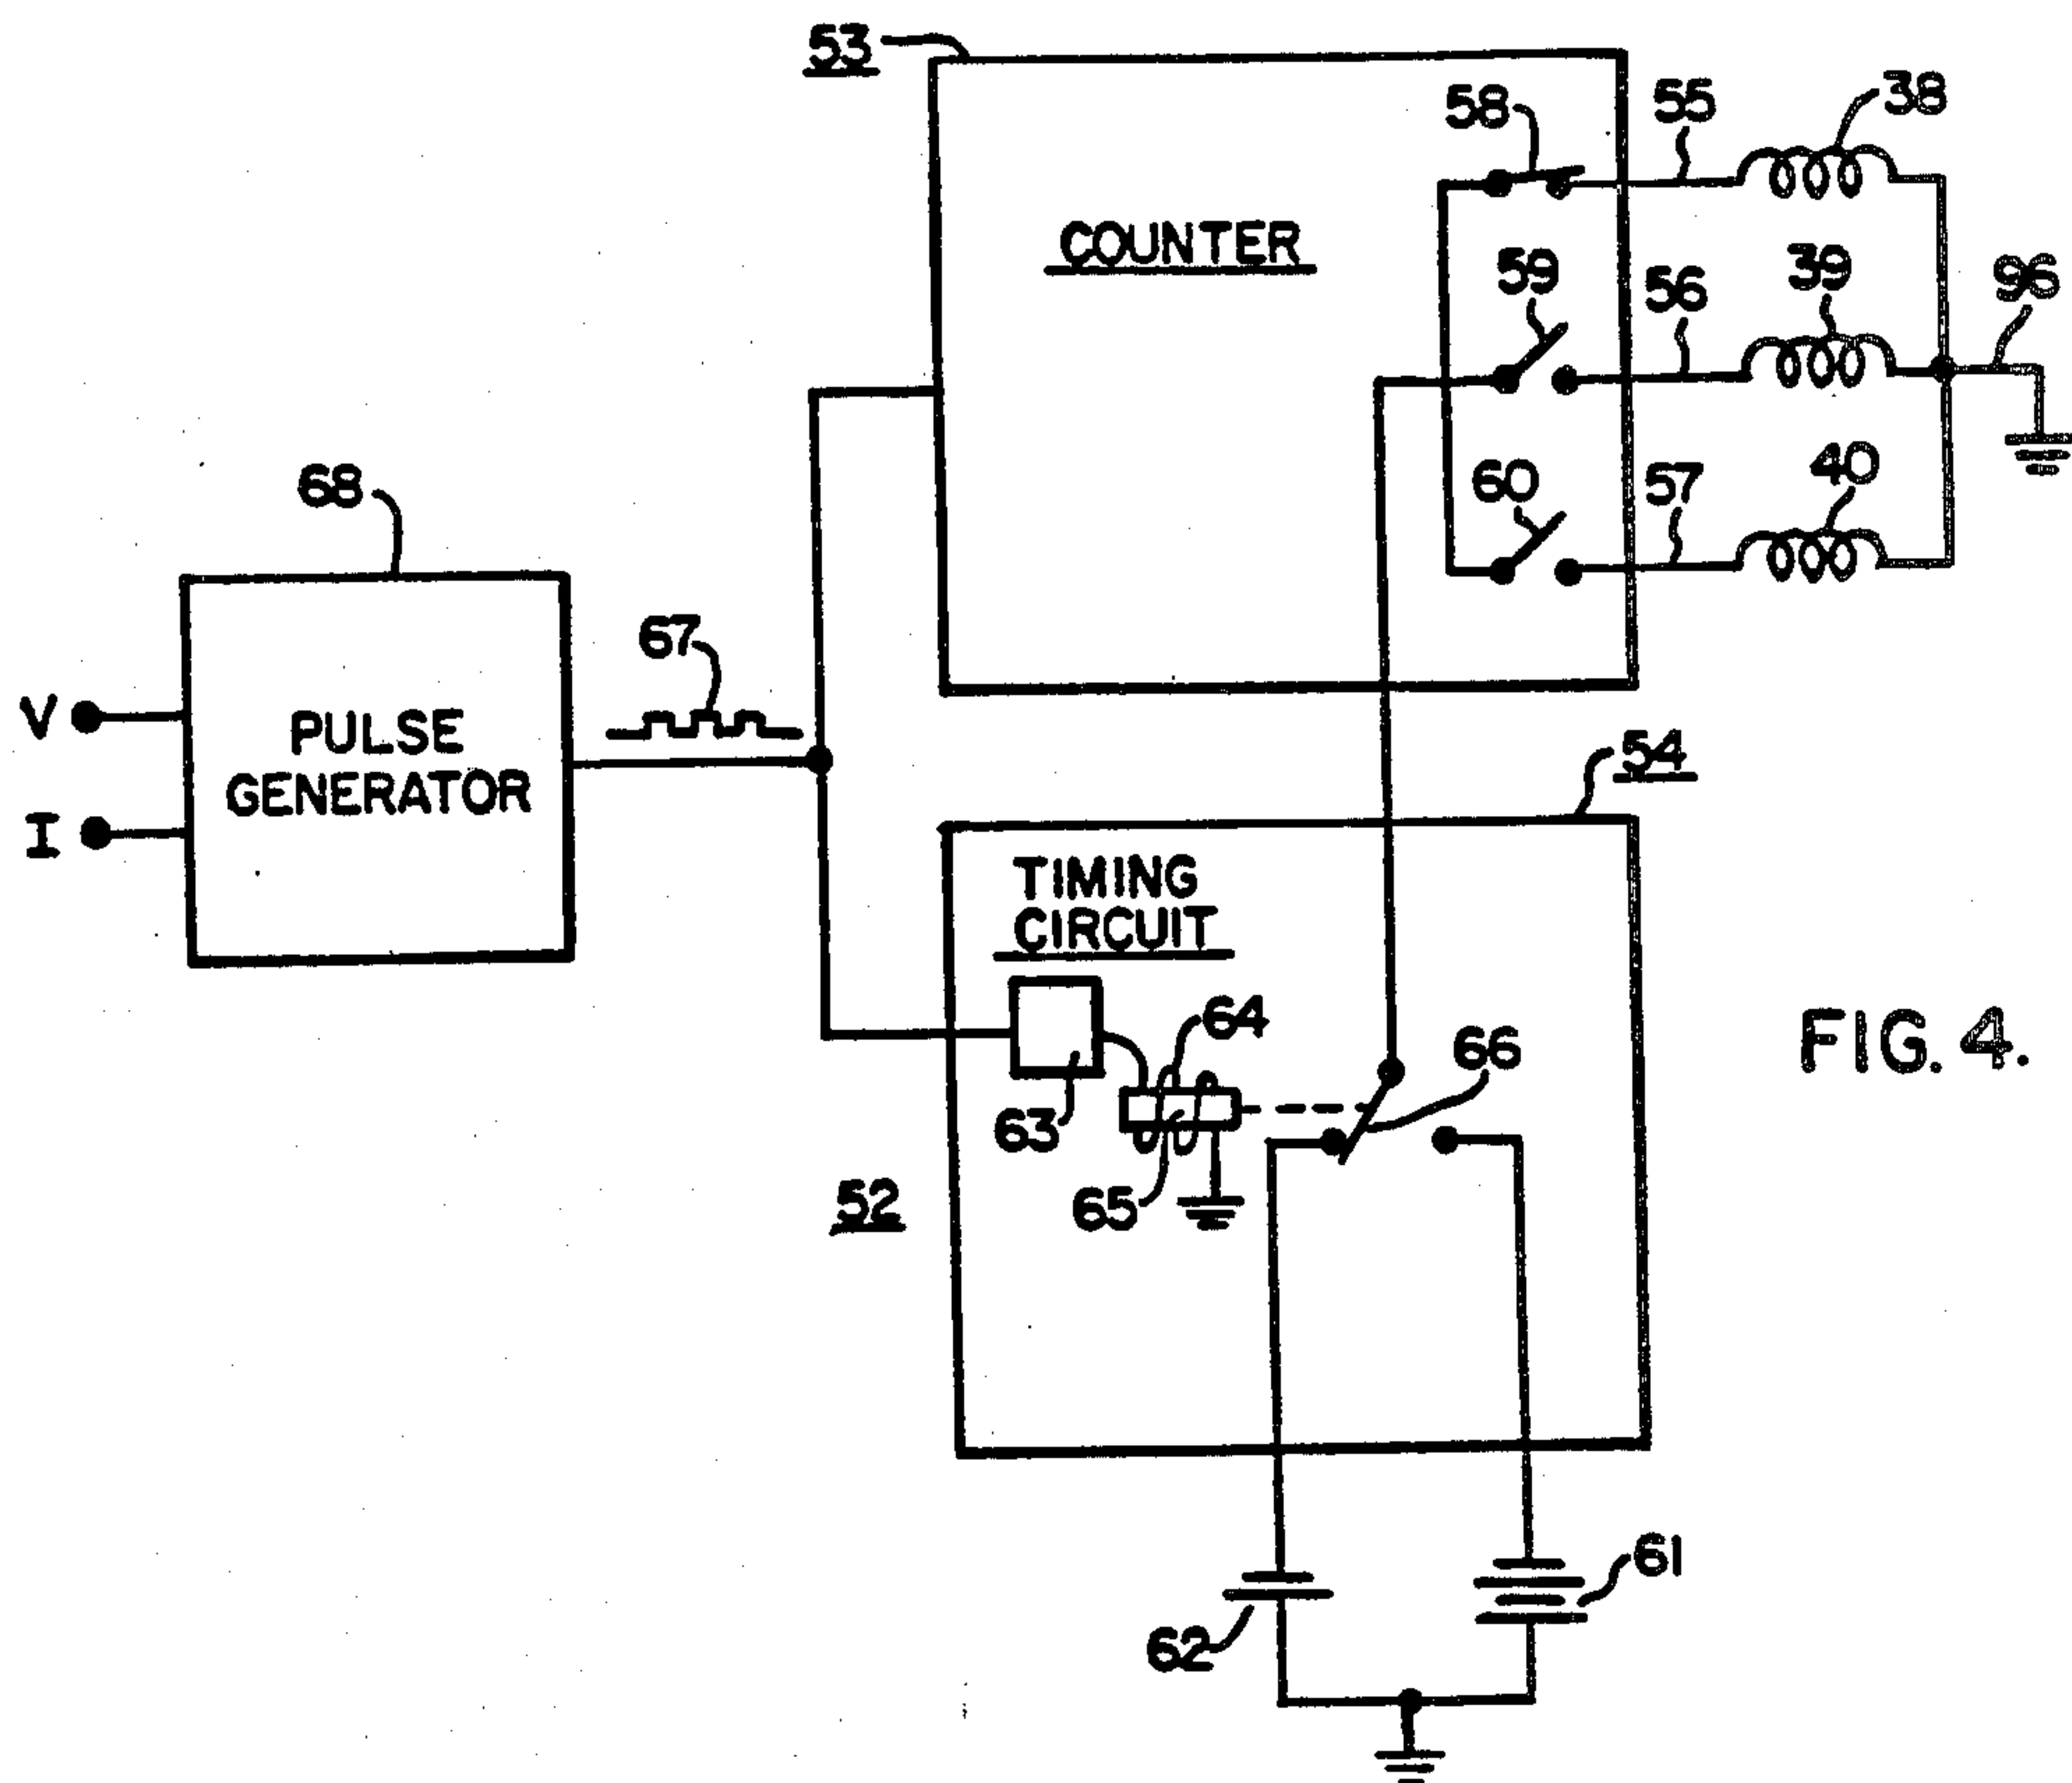 53
58
55
38
COUNTER
59
56
39
96
60
57
40
68
67
V
I
PULSE
GENERATOR
54
TIMING
CIRCUIT
64
66
63
65
52
FIG. 4.
61
62